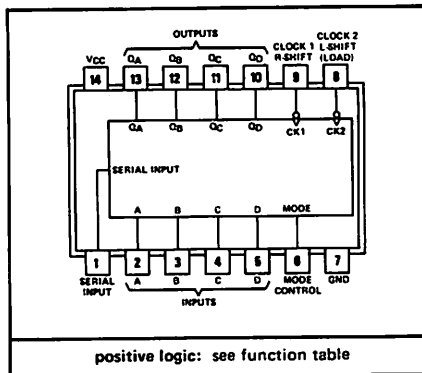 OUTPUTS
CLOCK 1 CLOCK 2
R-SHIFT L-SHIFT
(LOAD)
VCC QA QB QC QD
14 13 12 11 10 9 8
QA QB QC QD CK1 CK2
SERIAL INPUT
A B C D MODE
1 2 3 4 5 6 7
SERIAL INPUT
A B C D
MODE CONTROL
GND
INPUTS
positive logic: see function table